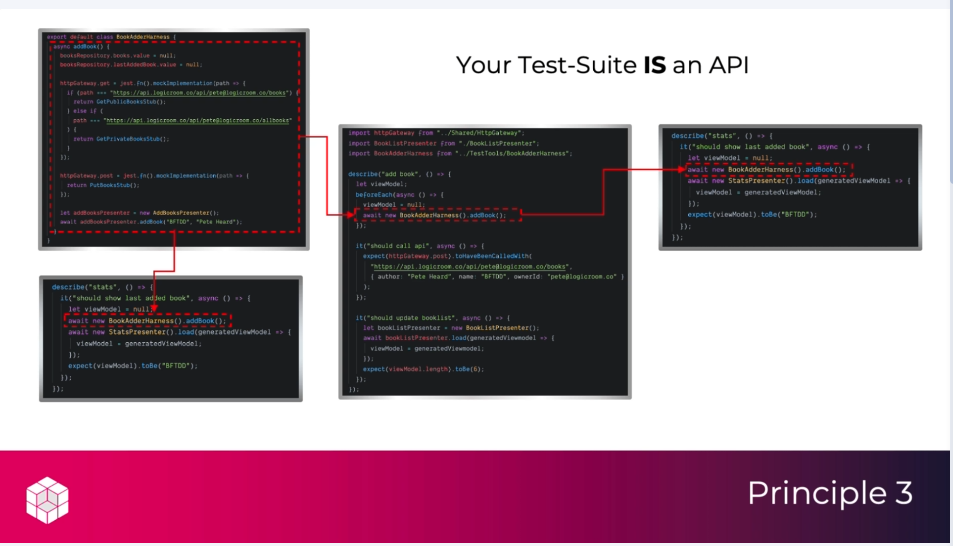 Your Test-Suite IS an API
export default class BookAdderHarness {
async addBook() {
booksRepository.books.value = null;
booksRepository.lastAddedBook.value = null;
httpGateway.get = jest.fn().mockImplementation(path => {
if (path === "https://api.logicroom.co/api/pete@logicroom.co/books") {
return GetPublicBooksStub();
} else if (
path === "https://api.logicroom.co/api/pete@logicroom.co/allbooks"
) {
return GetPrivateBooksStub();
}
});
httpGateway.post = jest.fn().mockImplementation(path => {
return PutBooksStub();
});
let addBooksPresenter = new AddBooksPresenter();
await addBooksPresenter.addBook("BFTDD", "Pete Heard");
}
}
describe("stats", () => {
it("should show last added book", async () => {
let viewModel = null;
await new BookAdderHarness().addBook();
await new StatsPresenter().load(generatedViewModel => {
viewModel = generatedViewModel;
});
expect(viewModel).toBe("BFTDD");
});
});
import httpGateway from "../Shared/HttpGateway";
import BookListPresenter from "./BookListPresenter";
import BookAdderHarness from "../TestTools/BookAdderHarness";
describe("add book", () => {
let viewModel;
beforeEach(async () => {
viewModel = null;
await new BookAdderHarness().addBook();
});
it("should call api", async () => {
expect(httpGateway.post).toHaveBeenCalledWith(
"https://api.logicroom.co/api/pete@logicroom.co/books",
{ author: "Pete Heard", name: "BFTDD", ownerId: "pete@logicroom.co" }
);
});
it("should update booklist", async () => {
let bookListPresenter = new BookListPresenter();
await bookListPresenter.load(generatedViewmodel => {
viewModel = generatedViewmodel;
});
expect(viewModel.length).toBe(6);
});
});
describe("stats", () => {
it("should show last added book", async () => {
let viewModel = null;
await new BookAdderHarness().addBook();
await new StatsPresenter().load(generatedViewModel => {
viewModel = generatedViewModel;
});
expect(viewModel).toBe("BFTDD");
});
});
Principle 3